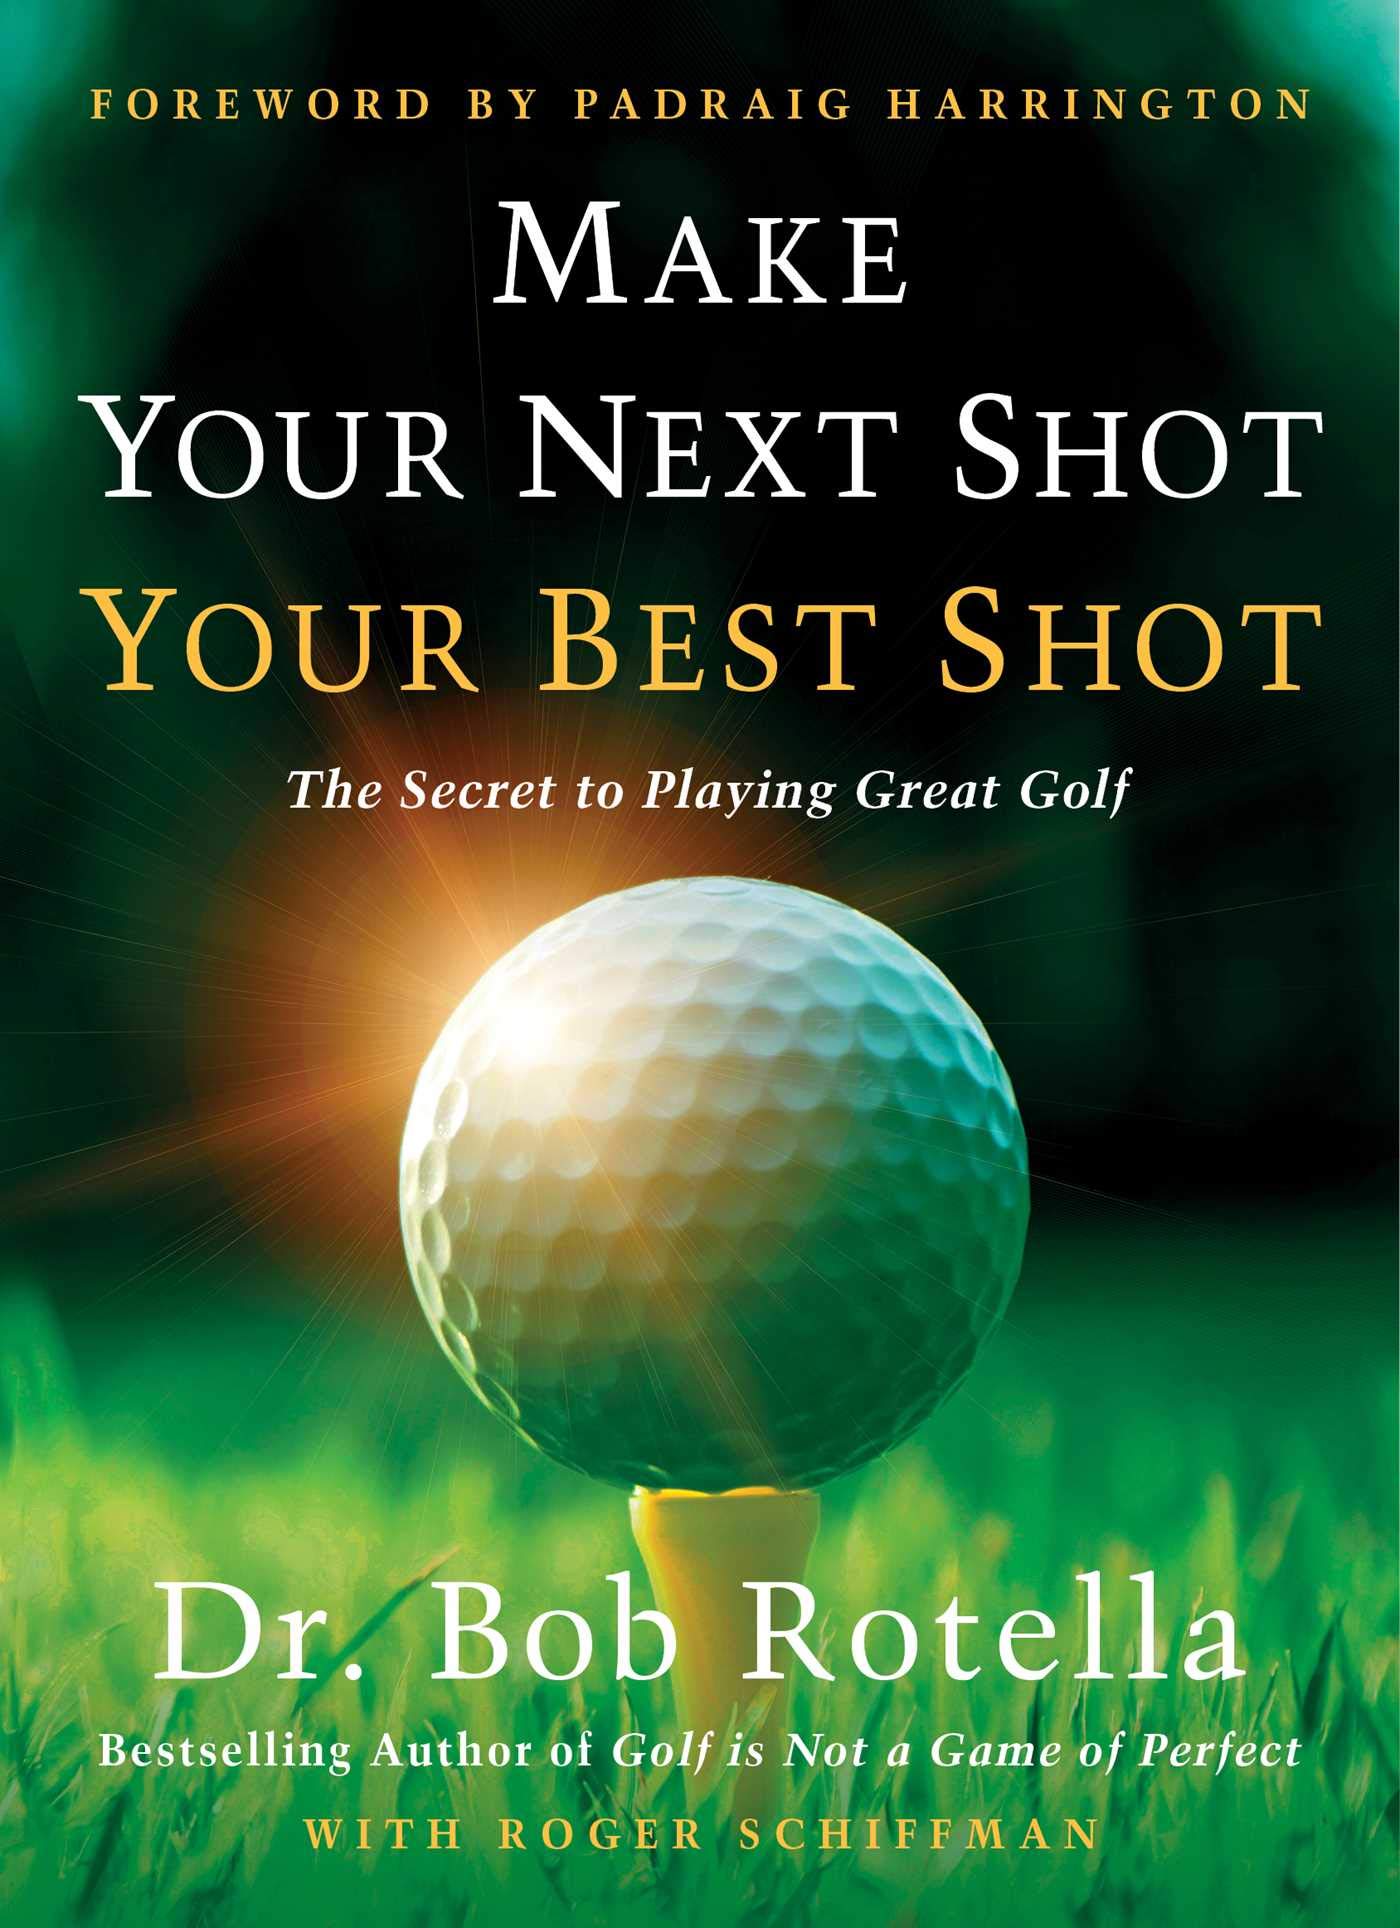 FOREWORD BY PADRAIG HARRINGTON
MAKE
YOUR NEXT SHOT
YOUR BEST SHOT
The Secret to Playing Great Golf
Dr. Bob Rotella
Bestselling Author of Golf is Not a Game of Perfect
WITH ROGER SCHIFFMAN